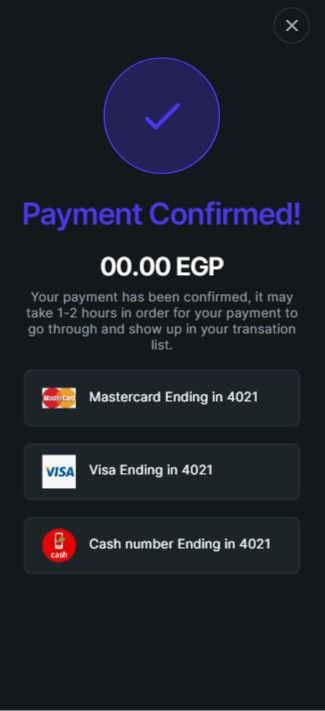 Payment Confirmed!
00.00 EGP
Your payment has been confirmed, it may
take 1-2 hours in order for your payment to
go through and show up in your transation
list.
MasterCard
Mastercard Ending in 4021
VISA
Visa Ending in 4021
cash
Cash number Ending in 4021